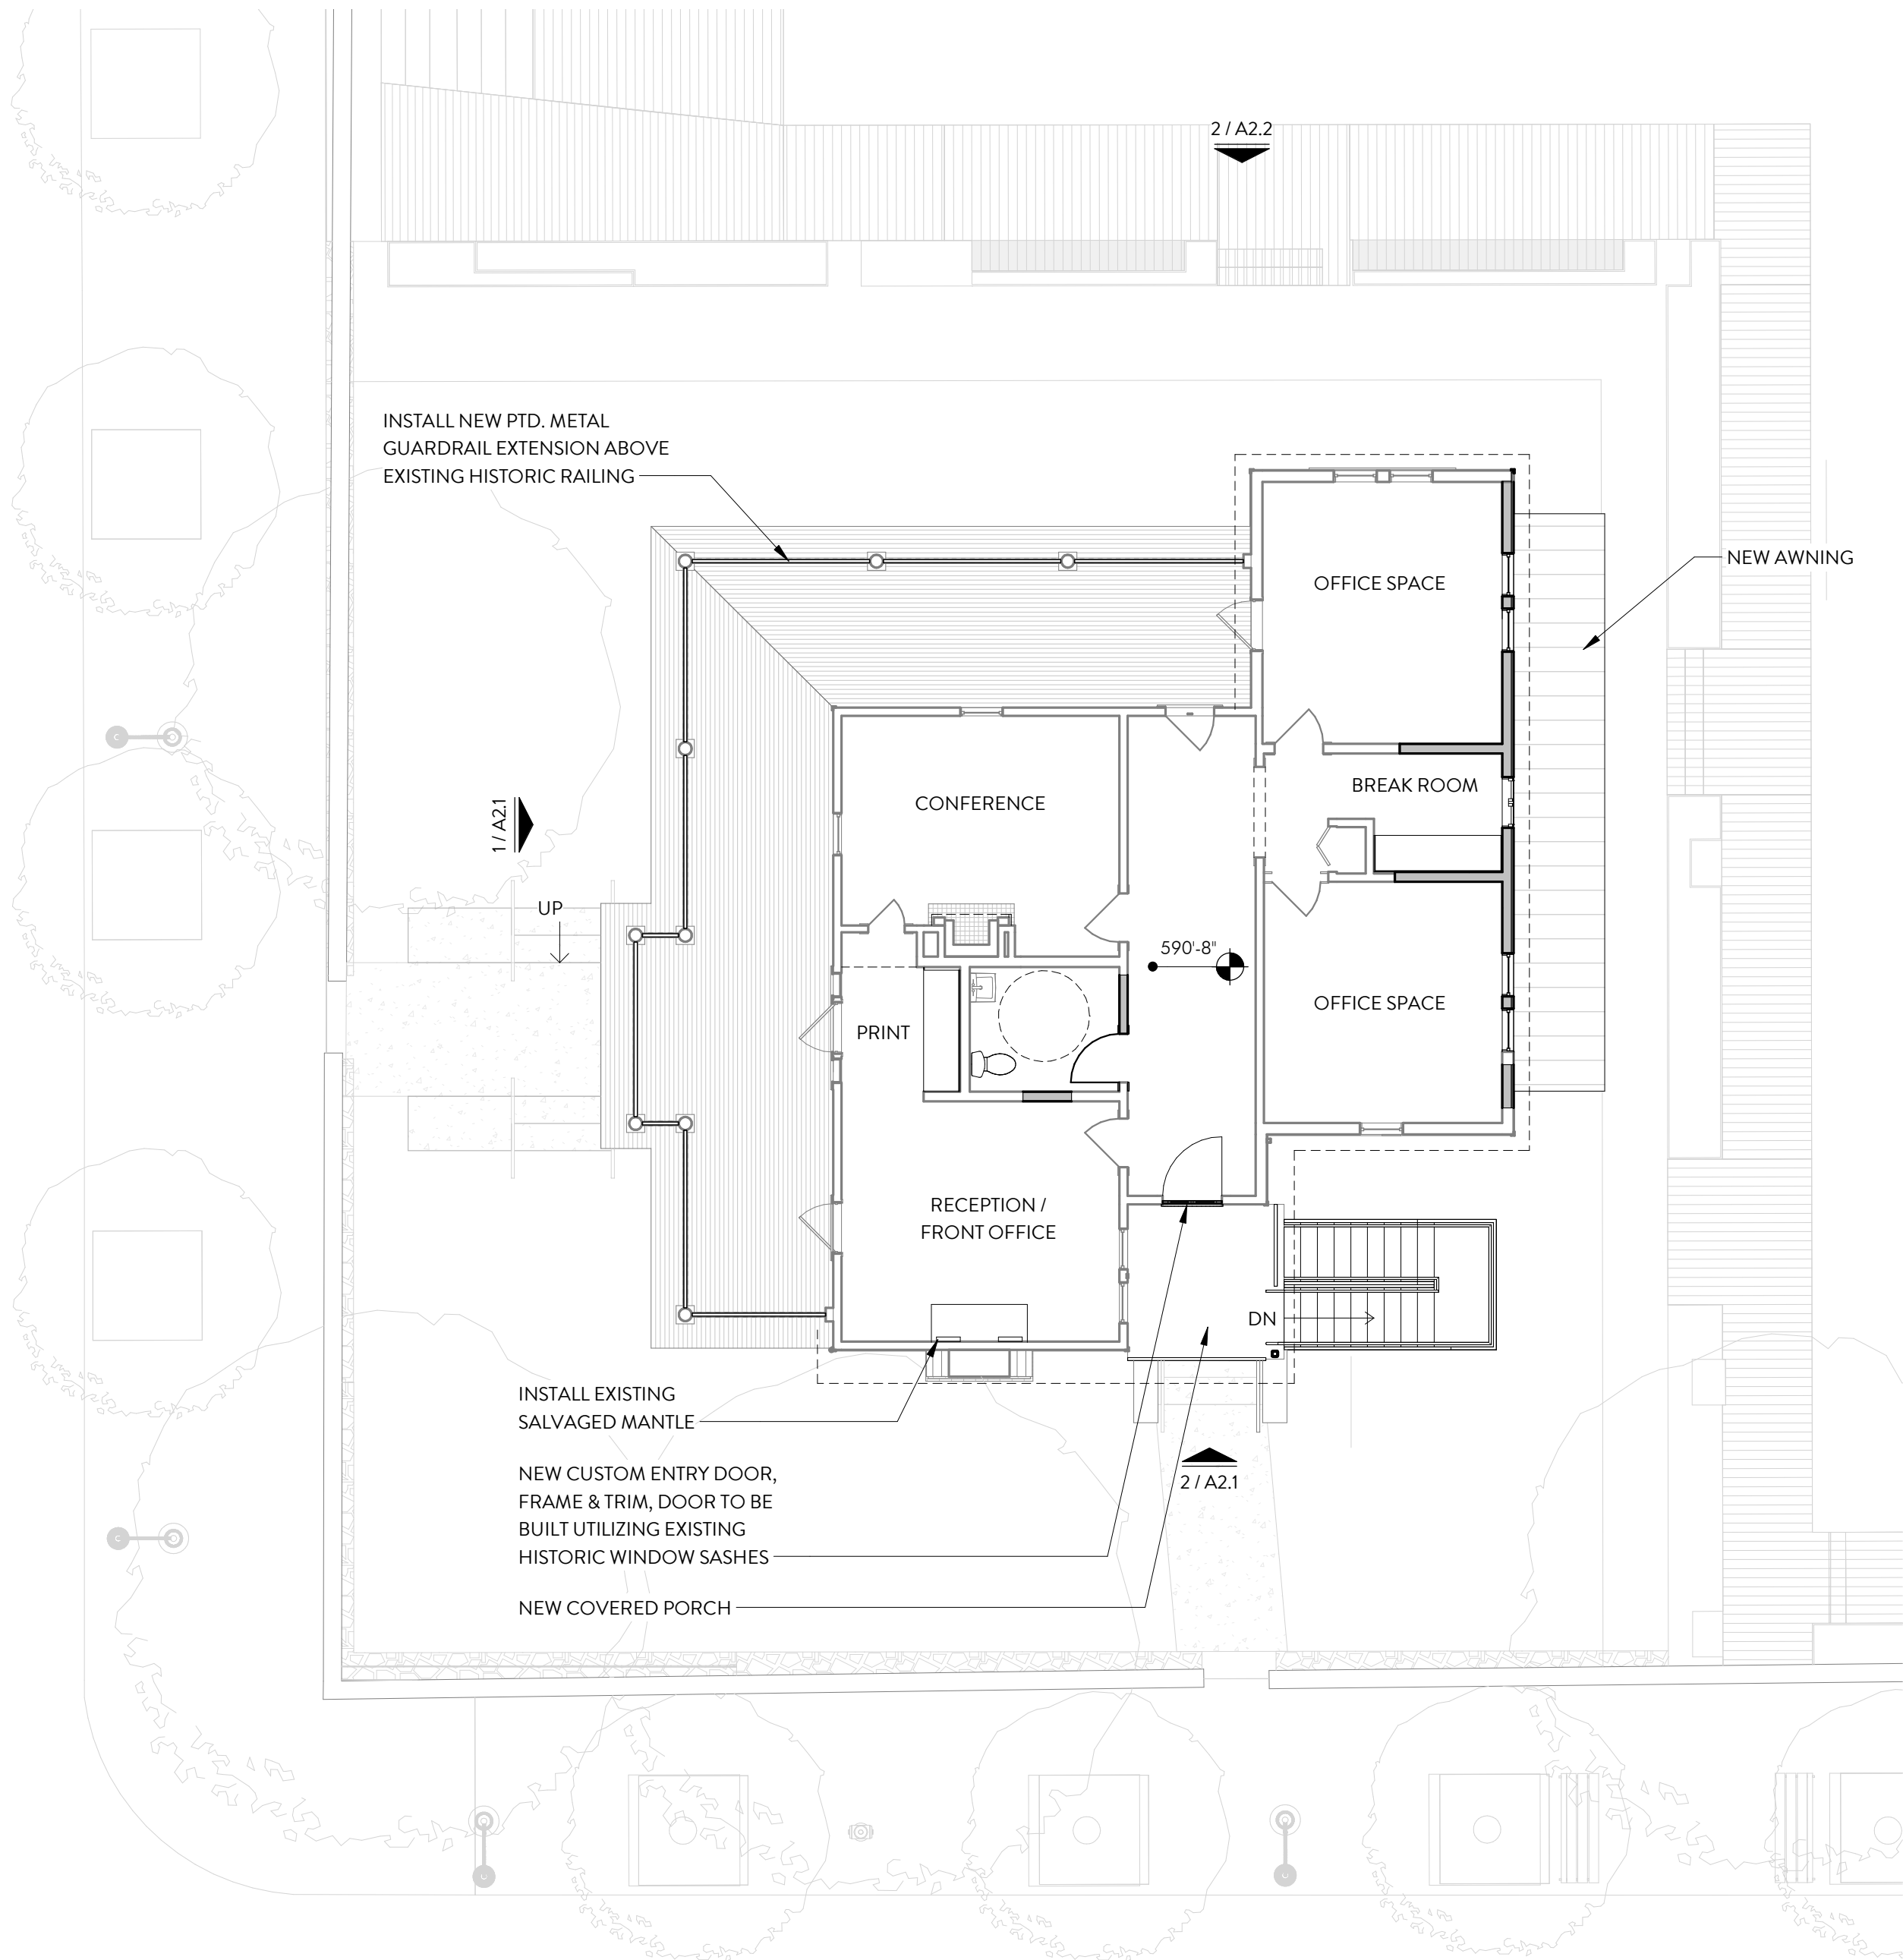 2 / A2.2
INSTALL NEW PTD. METAL
GUARDRAIL EXTENSION ABOVE
EXISTING HISTORIC RAILING
NEW AWNING
OFFICE SPACE
BREAK ROOM
CONFERENCE
1 / A2.1
UP
590'-8"
OFFICE SPACE
PRINT
RECEPTION /
FRONT OFFICE
DN
INSTALL EXISTING
SALVAGED MANTLE
NEW CUSTOM ENTRY DOOR,
FRAME & TRIM, DOOR TO BE
BUILT UTILIZING EXISTING
HISTORIC WINDOW SASHES
2 / A2.1
NEW COVERED PORCH
C
C
C
C